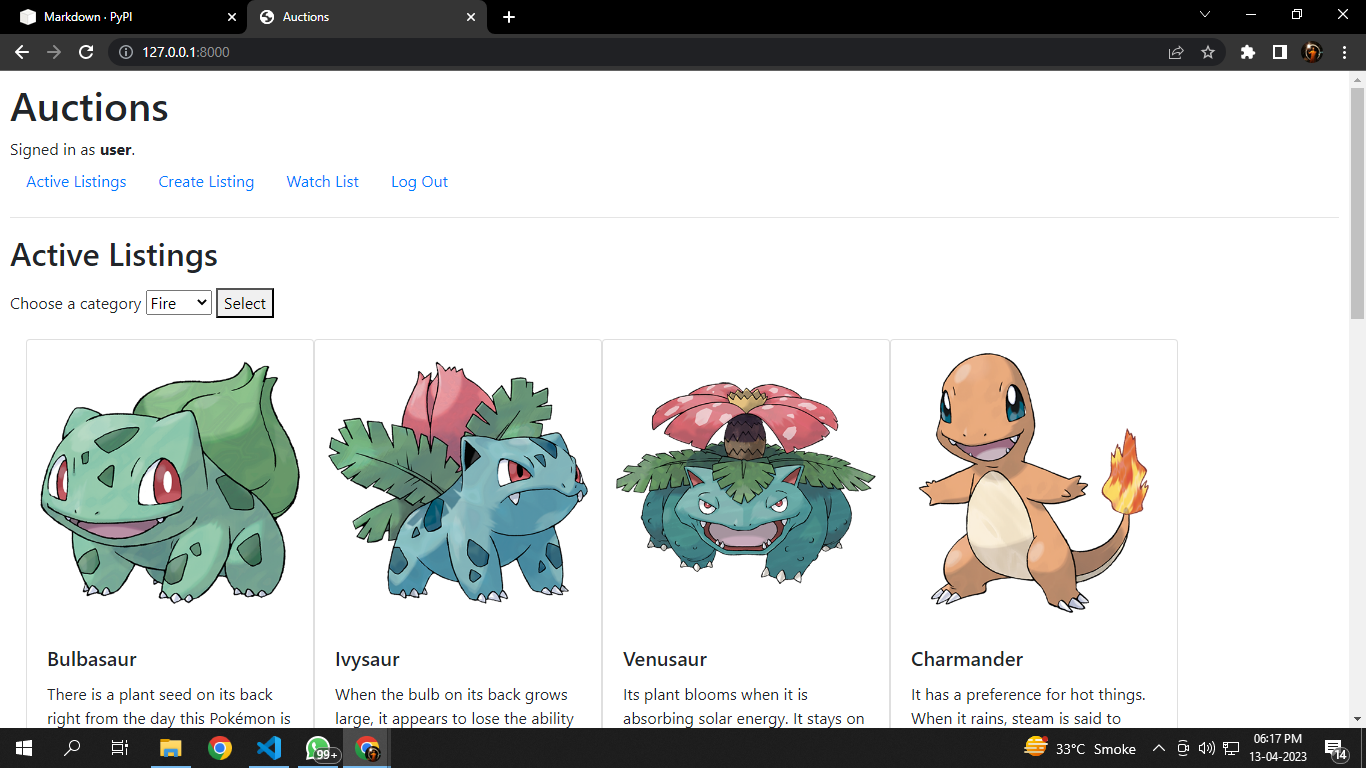 Markdown · PyPI
Auctions
127.0.0.1:8000
Auctions
Signed in as user.
Active Listings Create Listing Watch List Log Out
Active Listings
Choose a category Fire Select
Bulbasaur
There is a plant seed on its back
right from the day this Pokémon is
Ivysaur
When the bulb on its back grows
large, it appears to lose the ability
Venusaur
Its plant blooms when it is
absorbing solar energy. It stays on
Charmander
It has a preference for hot things.
When it rains, steam is said to
99+
33°C Smoke
06:17 PM
13-04-2023
14